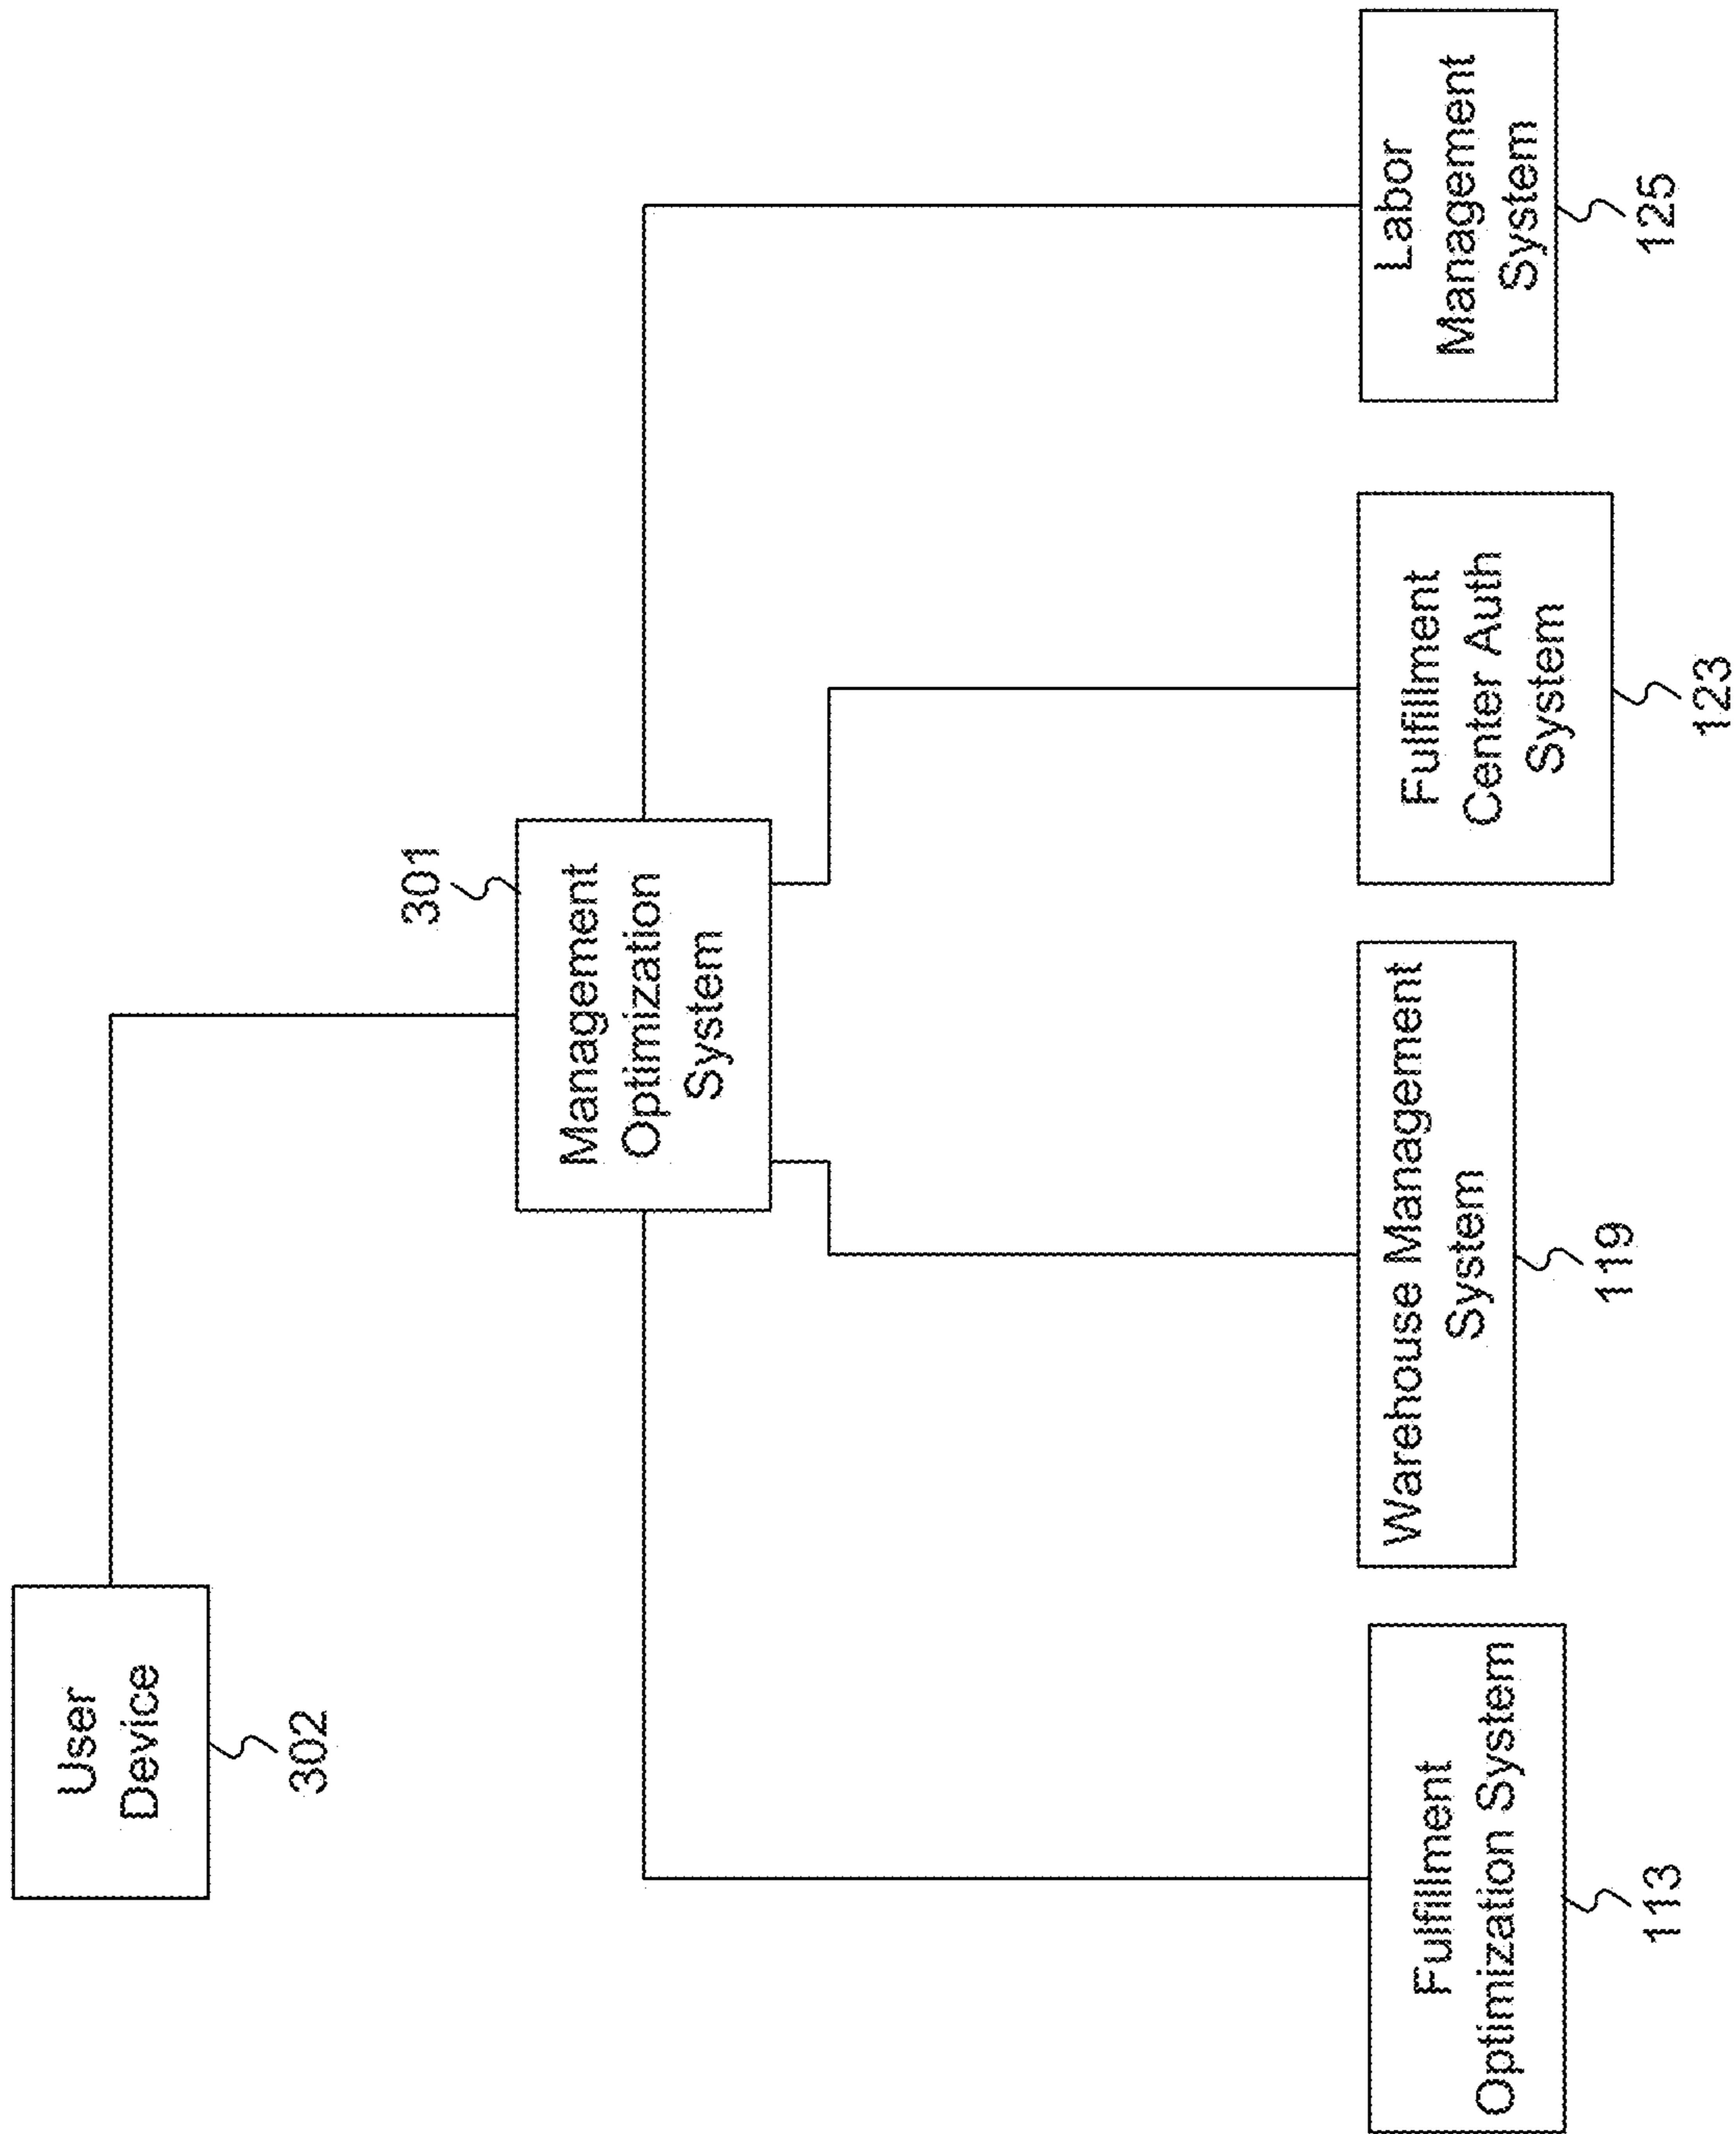 User
Device
302
301
Management
Optimization
System
Fulfillment
Optimization System
113
Warehouse Management
System
119
Fulfillment
Center Auth
System
123
Labor
Management
System
125